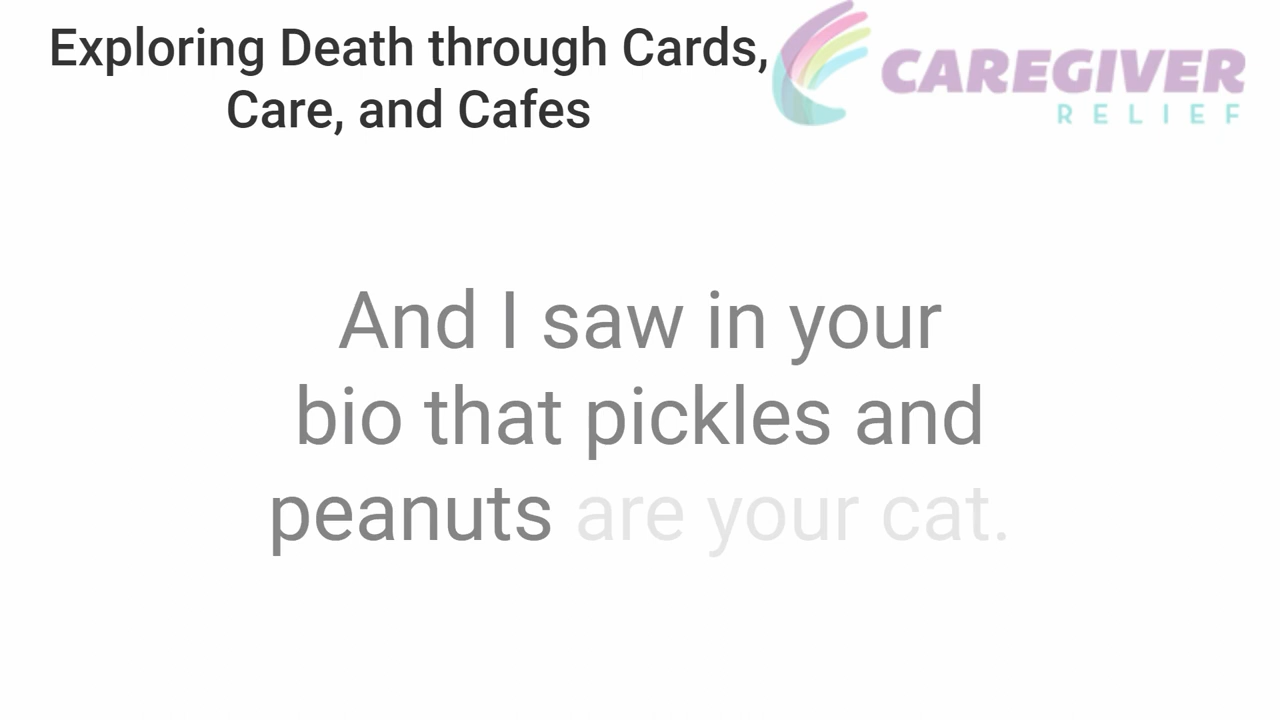 Exploring Death through Cards,
Care, and Cafes
CAREGIVER
RELIEF
And I saw in your
bio that pickles and
peanuts are your cat.